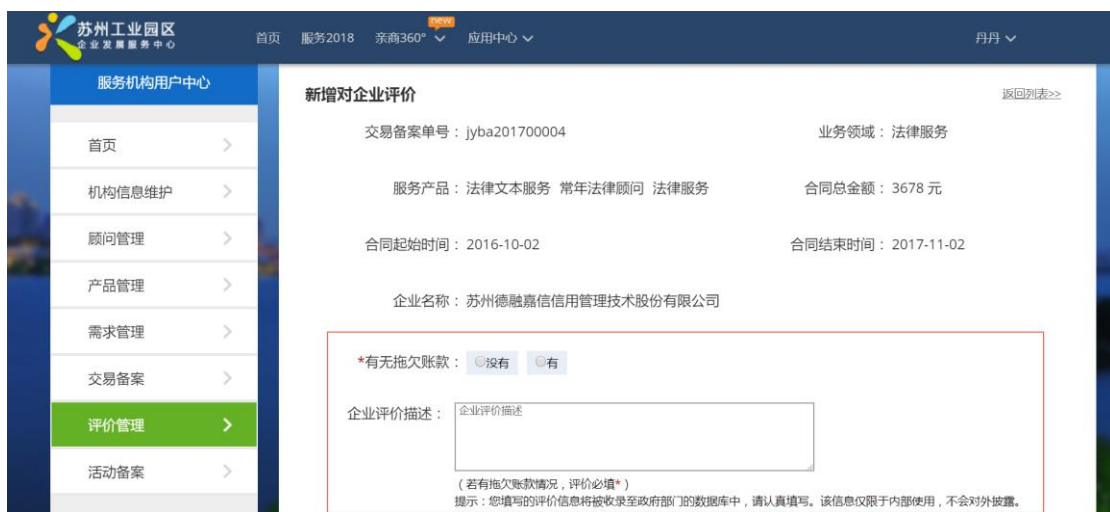 苏州工业园区
企业发展服务中心
首页 服务2018 亲商360° new 应用中心 丹丹
服务机构用户中心
首页
机构信息维护
顾问管理
产品管理
需求管理
交易备案
评价管理
活动备案
新增对企业评价 返回列表>>
交易备案单号： jyba201700004 业务领域： 法律服务
服务产品： 法律文本服务 常年法律顾问 法律服务 合同总金额： 3678 元
合同起始时间： 2016-10-02 合同结束时间： 2017-11-02
企业名称： 苏州德融嘉信信用管理技术股份有限公司
*有无拖欠账款： 没有 有
企业评价描述： 企业评价描述
（若有拖欠账款情况，评价必填*）
提示：您填写的评价信息将被收录至政府部门的数据库中，请认真填写。该信息仅限于内部使用，不会对外披露。